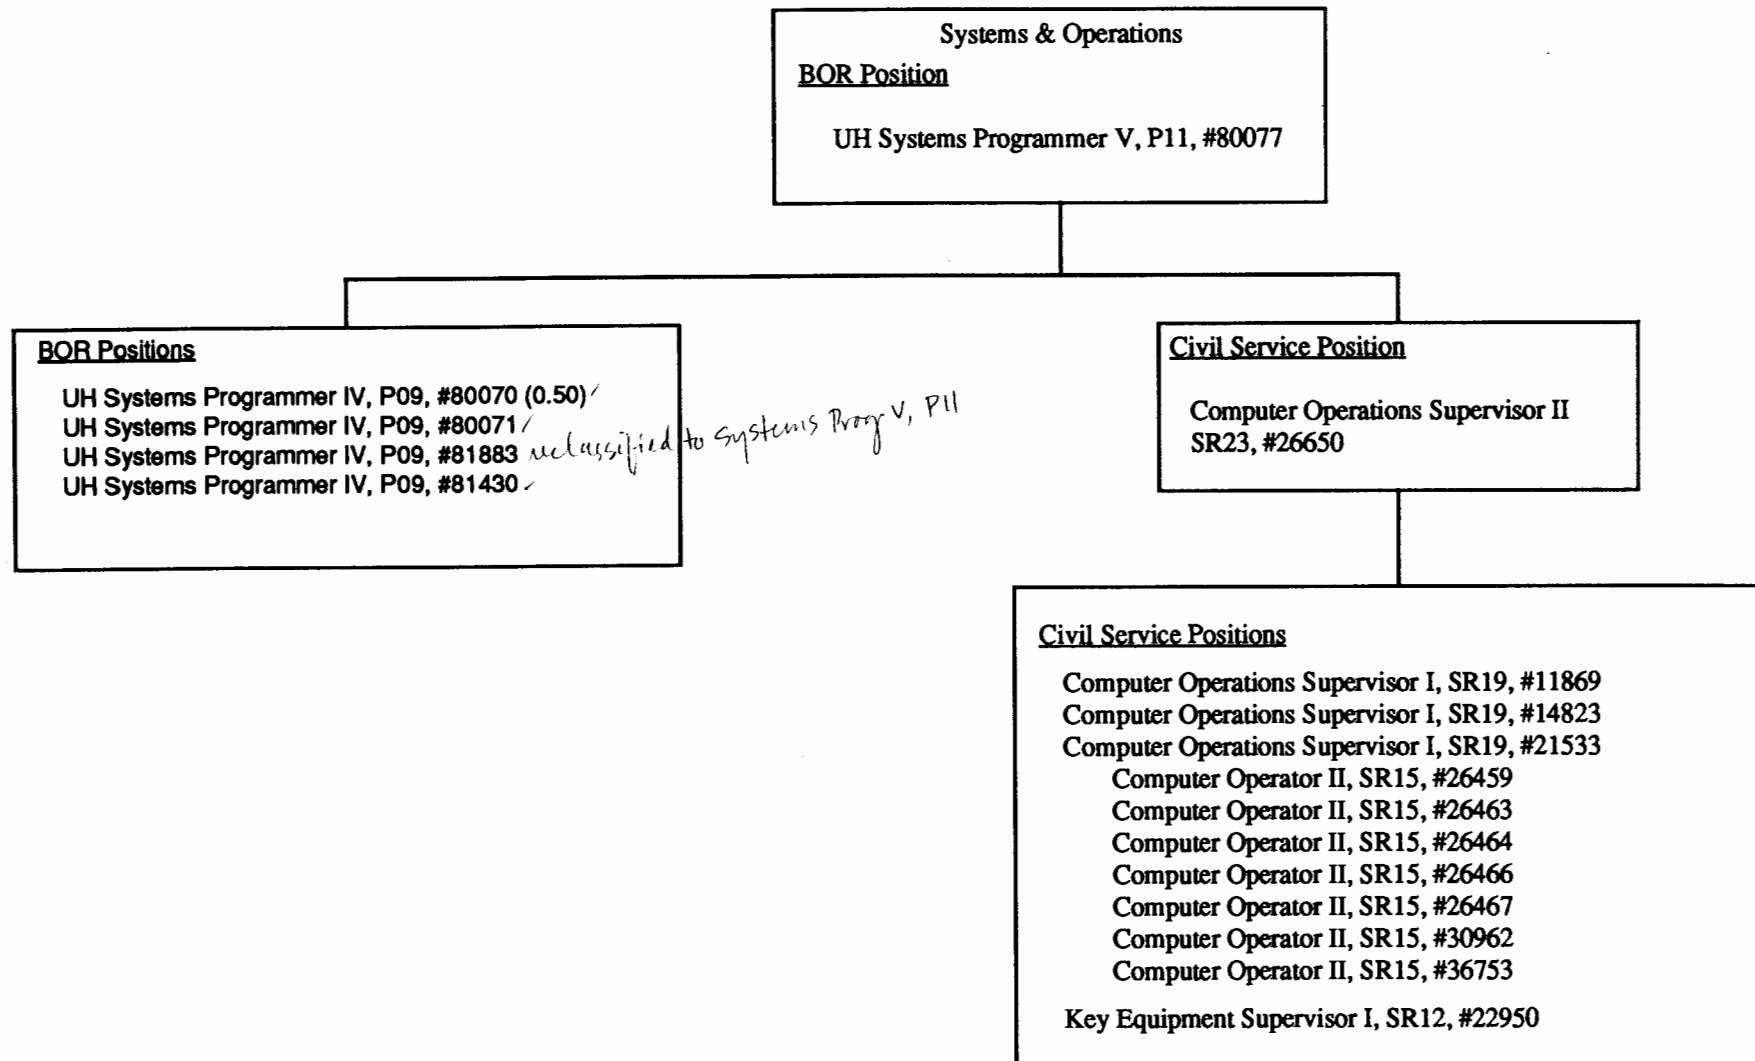 Systems & Operations
BOR Position
UH Systems Programmer V, P11, #80077
BOR Positions
UH Systems Programmer IV, P09, #80070 (0.50)
UH Systems Programmer IV, P09, #80071
UH Systems Programmer IV, P09, #81883 reclassified to Systems Prog V, P11
UH Systems Programmer IV, P09, #81430
Civil Service Position
Computer Operations Supervisor II
SR23, #26650
Civil Service Positions
Computer Operations Supervisor I, SR19, #11869
Computer Operations Supervisor I, SR19, #14823
Computer Operations Supervisor I, SR19, #21533
Computer Operator II, SR15, #26459
Computer Operator II, SR15, #26463
Computer Operator II, SR15, #26464
Computer Operator II, SR15, #26466
Computer Operator II, SR15, #26467
Computer Operator II, SR15, #30962
Computer Operator II, SR15, #36753
Key Equipment Supervisor I, SR12, #22950